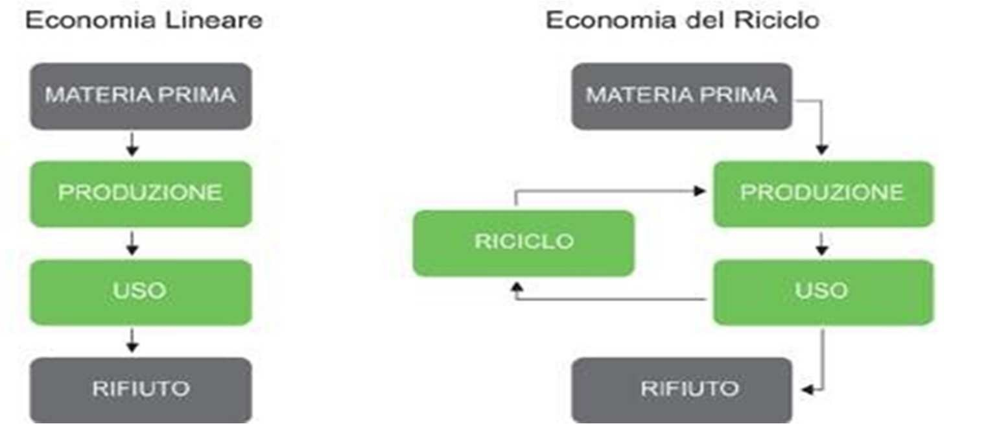 Economia Lineare
MATERIA PRIMA
PRODUZIONE
USO
RIFIUTO
Economia del Riciclo
MATERIA PRIMA
PRODUZIONE
RICICLO
USO
RIFIUTO